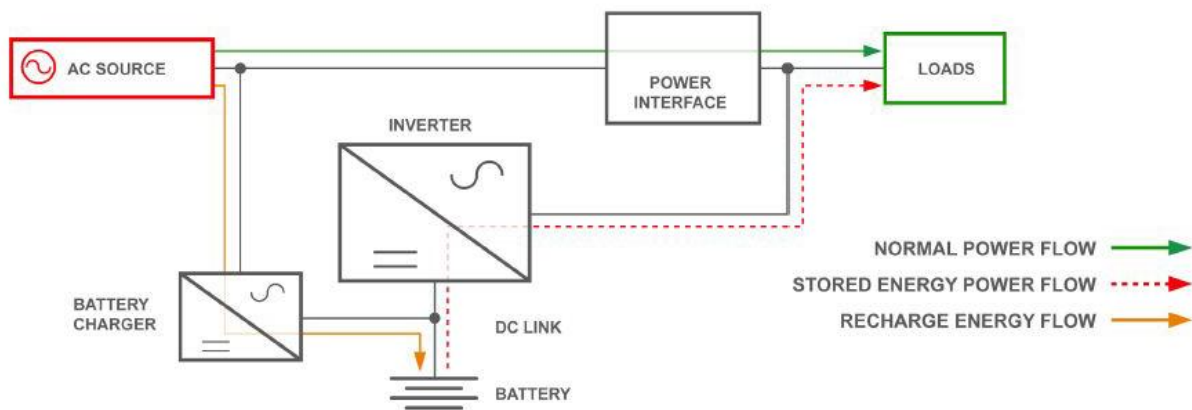 AC SOURCE
POWER
INTERFACE
LOADS
INVERTER
BATTERY
CHARGER
DC LINK
BATTERY
NORMAL POWER FLOW
STORED ENERGY POWER FLOW
RECHARGE ENERGY FLOW